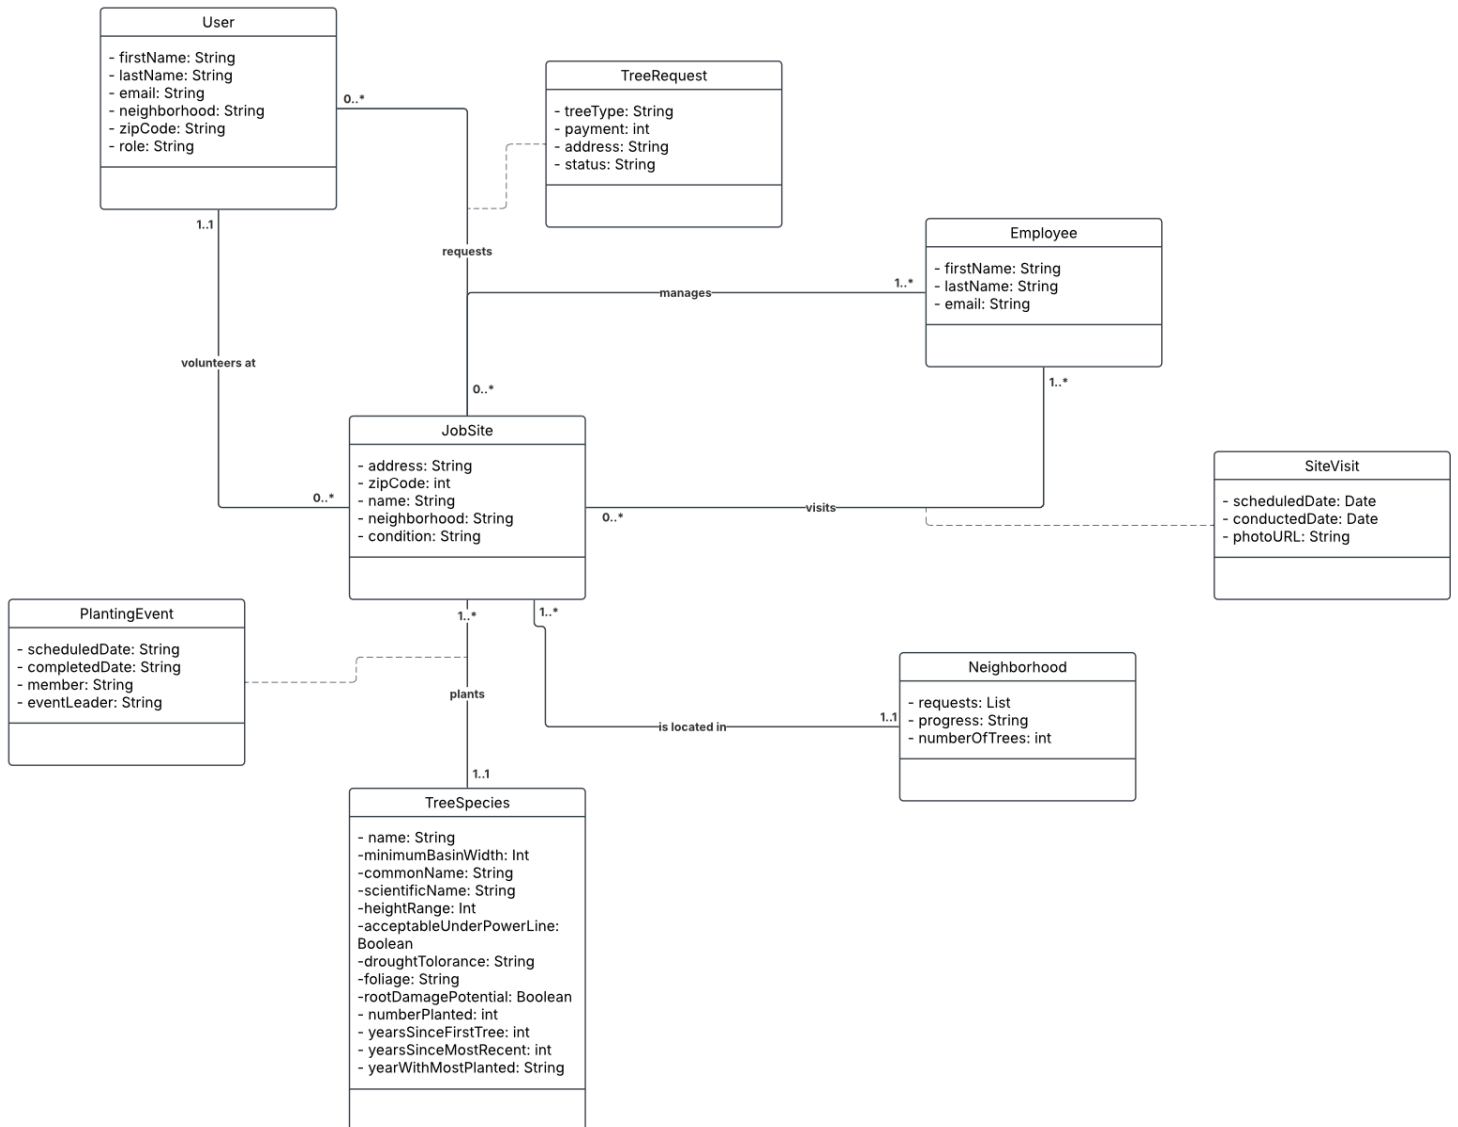 User
- firstName: String
- lastName: String
- email: String
- neighborhood: String
- zipCode: String
- role: String
0..*
1..1
TreeRequest
- treeType: String
- payment: int
- address: String
- status: String
requests
Employee
- firstName: String
- lastName: String
- email: String
manages
1..*
1..*
volunteers at
0..*
JobSite
- address: String
- zipCode: int
- name: String
- neighborhood: String
- condition: String
0..*
0..*
visits
SiteVisit
- scheduledDate: Date
- conductedDate: Date
- photoURL: String
PlantingEvent
- scheduledDate: String
- completedDate: String
- member: String
- eventLeader: String
1..*
1..*
plants
1..1
Neighborhood
- requests: List
- progress: String
- numberOfTrees: int
is located in
1..1
TreeSpecies
- name: String
-minimumBasinWidth: Int
-commonName: String
-scientificName: String
-heightRange: Int
-acceptableUnderPowerLine:
Boolean
-droughtTolorance: String
-foliage: String
-rootDamagePotential: Boolean
- numberPlanted: int
- yearsSinceFirstTree: int
- yearsSinceMostRecent: int
- yearWithMostPlanted: String